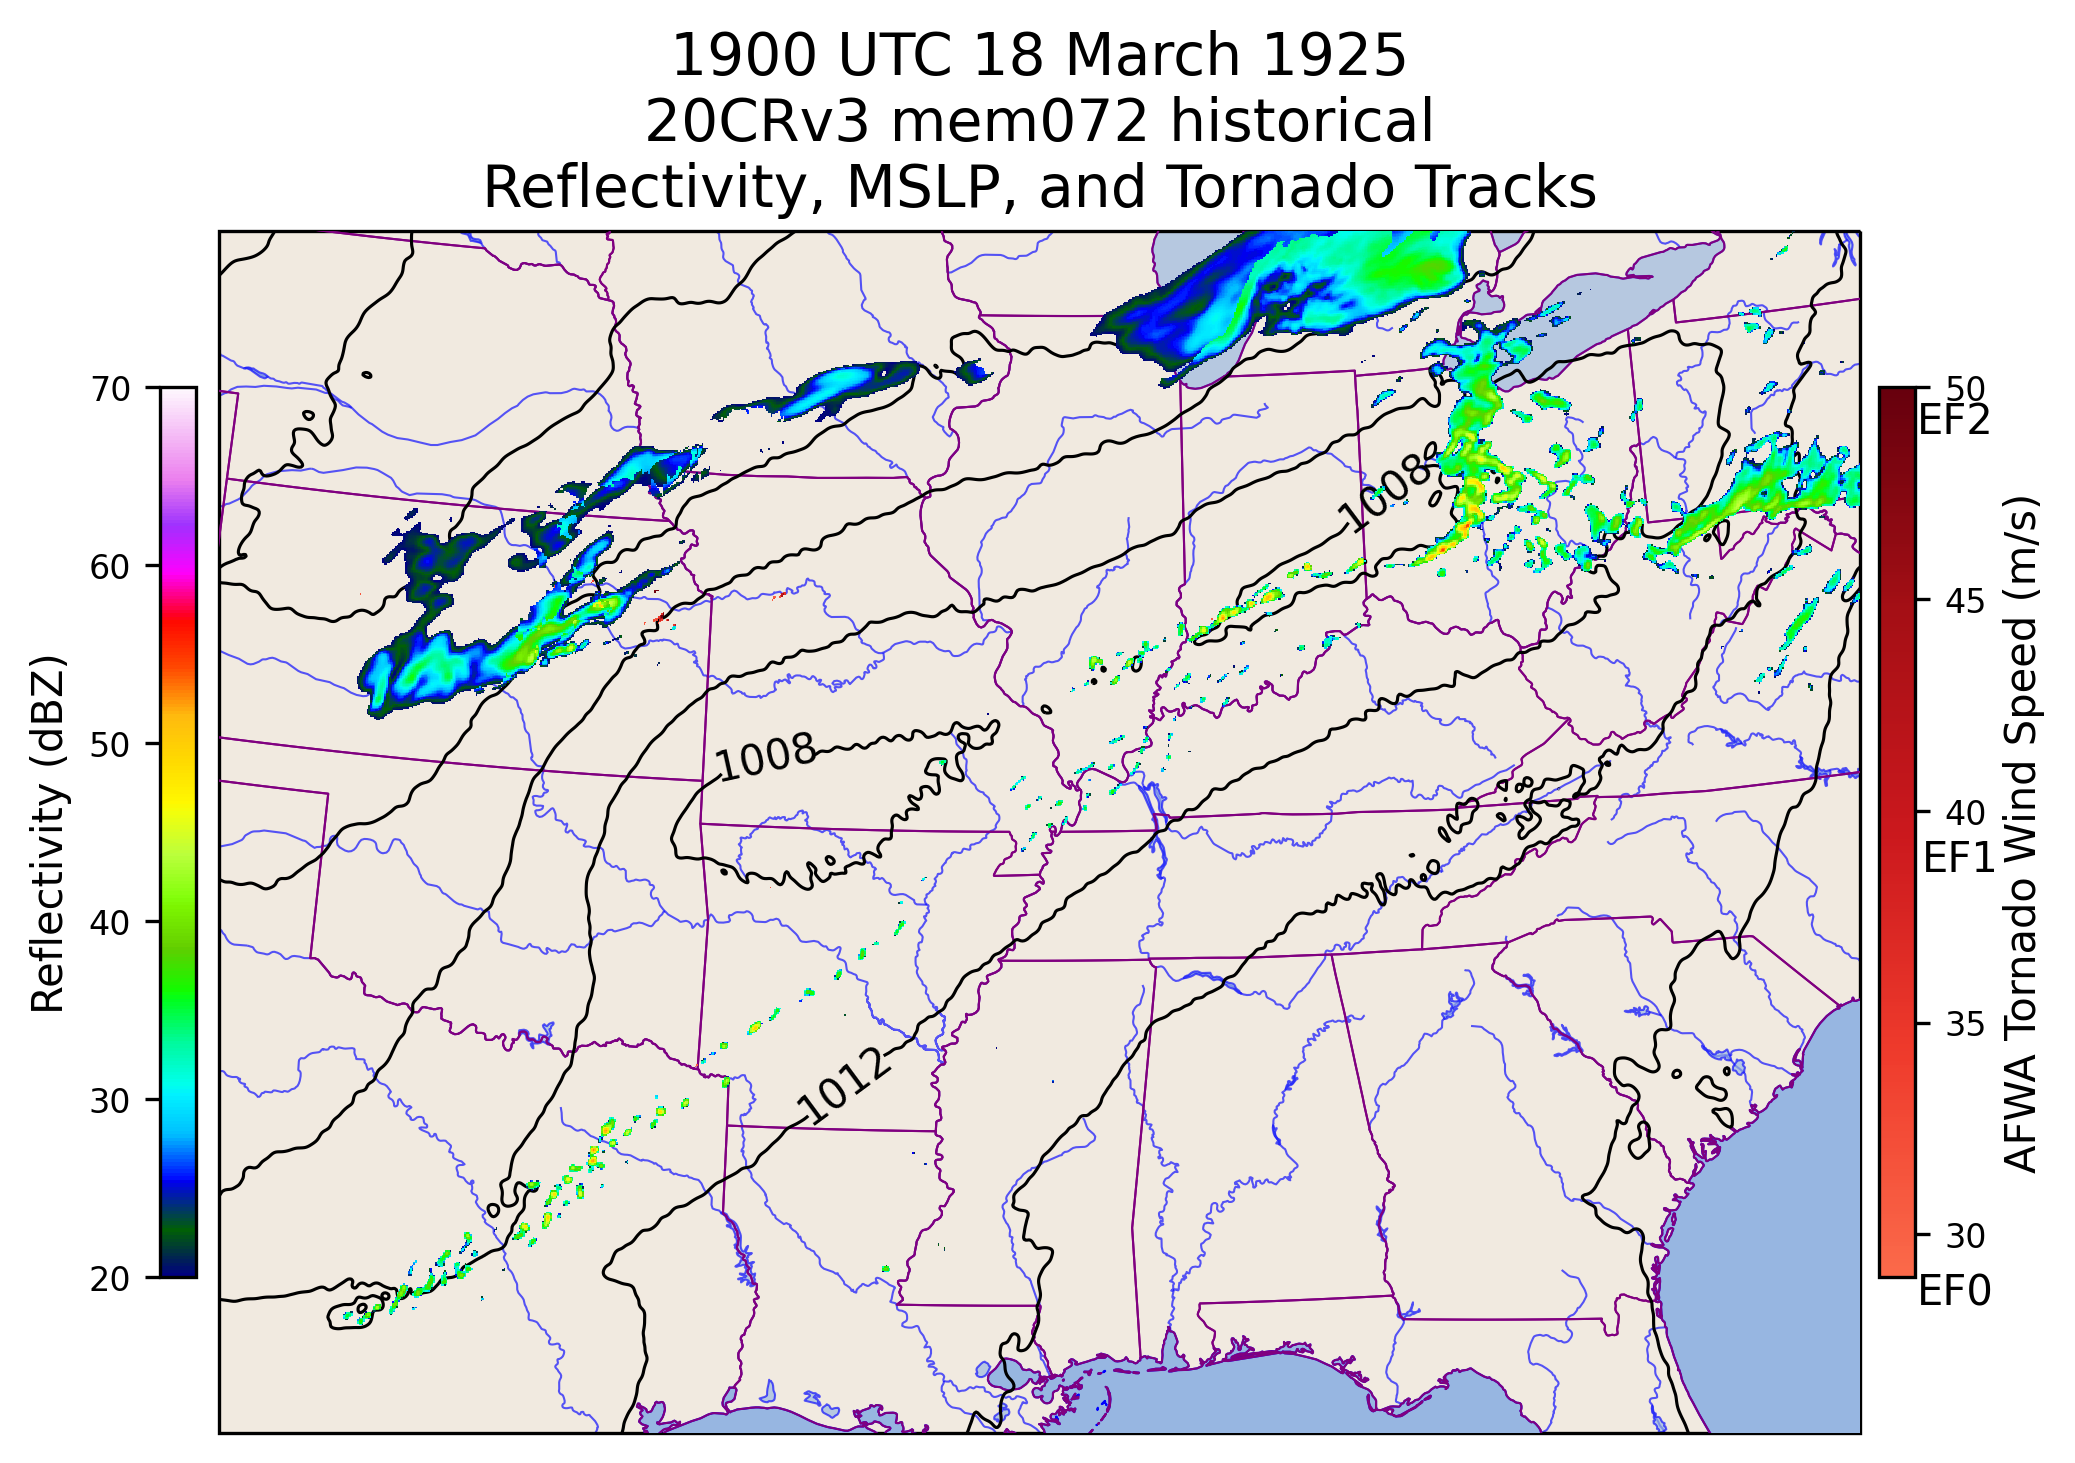 1900 UTC 18 March 1925
20CRv3 mem072 historical
Reflectivity, MSLP, and Tornado Tracks
Reflectivity (dBZ)
70
60
50
40
30
20
1008
1008
1012
50
EF2
45
40
EF1
35
30
EF0
AFWA Tornado Wind Speed (m/s)